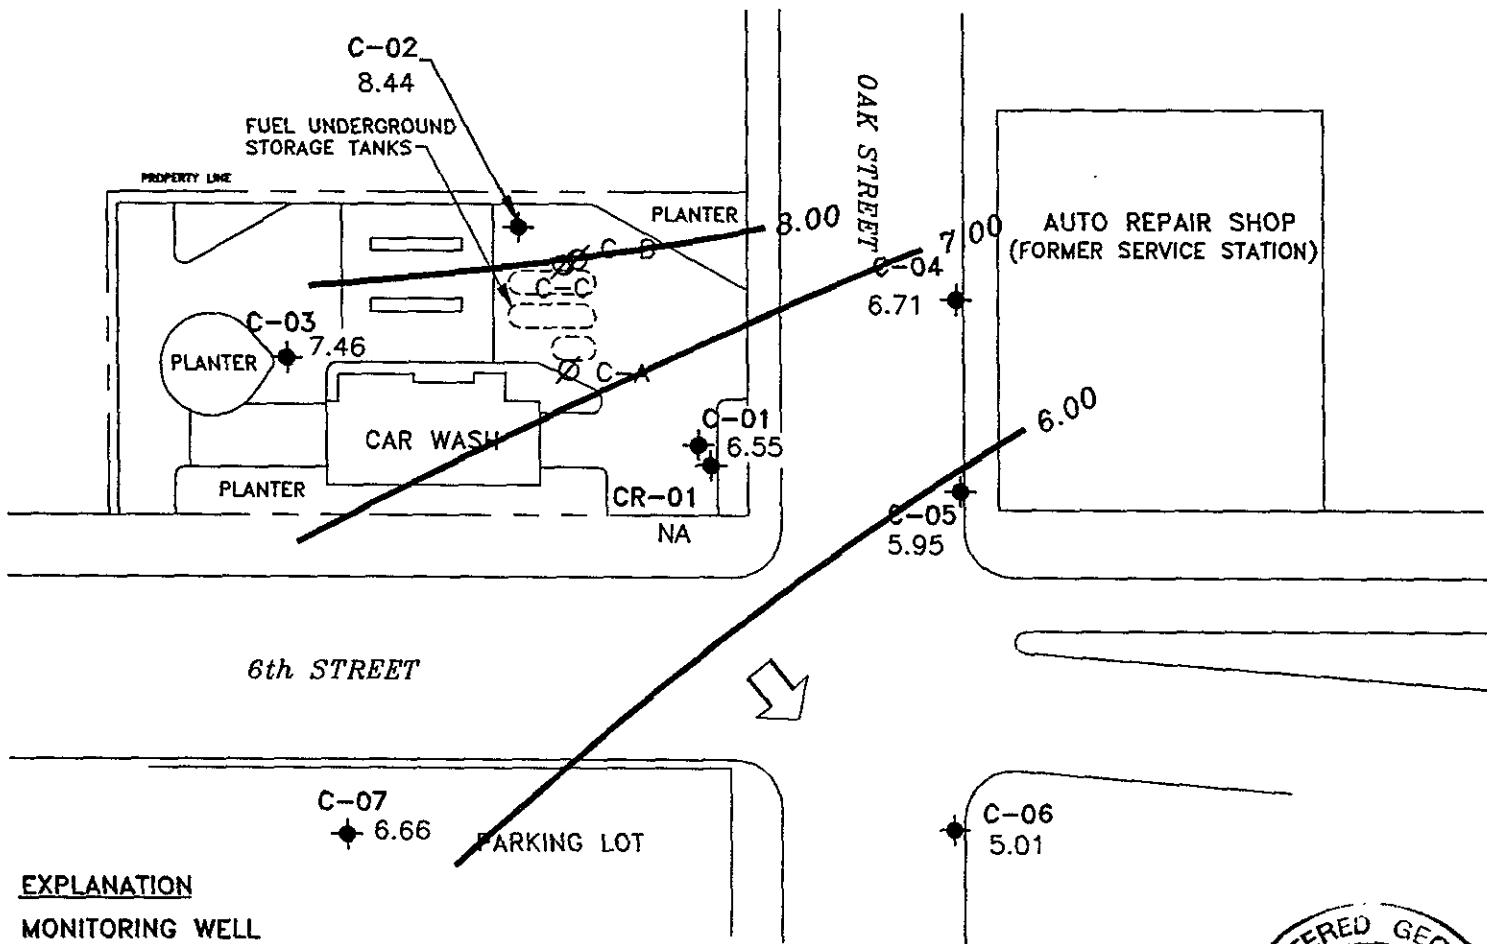 C-02
8.44
FUEL UNDERGROUND
STORAGE TANKS
PROPERTY LINE
PLANTER
8.00
OAK STREET
7.00
C-04
6.71
AUTO REPAIR SHOP
(FORMER SERVICE STATION)
C-D
C-C
C-03
7.46
PLANTER
C-A
CAR WASH
C-01
6.55
6.00
PLANTER
CR-01
NA
C-05
5.95
6th STREET
C-07
6.66
PARKING LOT
C-06
5.01
EXPLANATION
MONITORING WELL